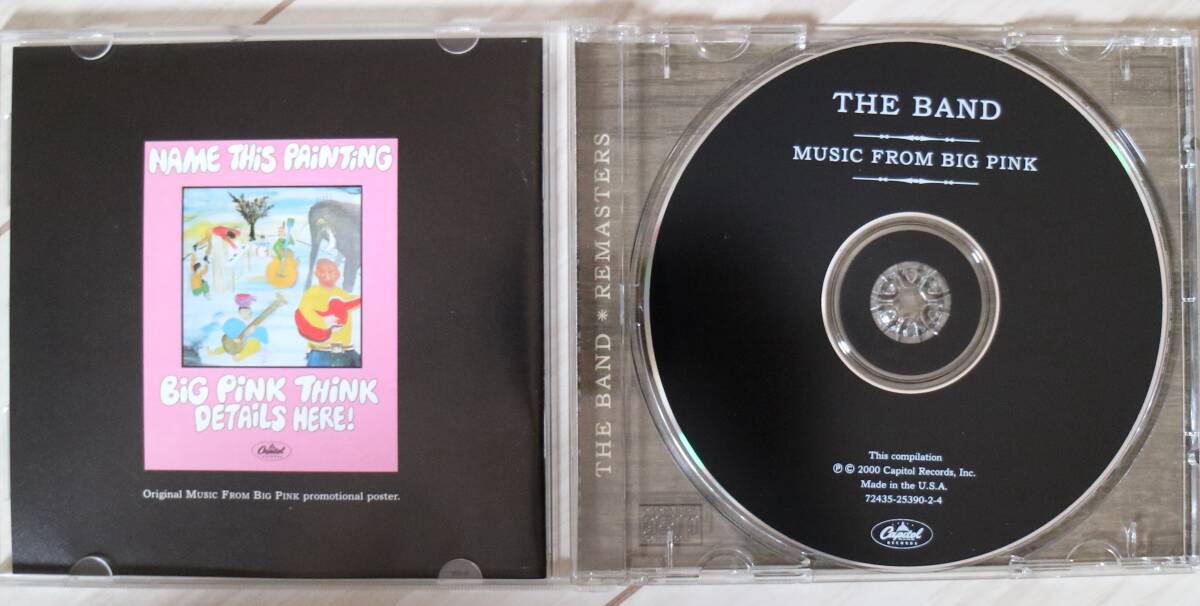 NAME THIS PAINTING
BIG PINK THINK
DETAILS HERE!
Capitol
RECORDS
Original MUSIC FROM BIG PINK promotional poster.
THE BAND ✳ REMASTERS
THE BAND
MUSIC FROM BIG PINK
This compilation
℗ © 2000 Capitol Records, Inc.
Made in the U.S.A.
72435-25390-2-4
Capitol
RECORDS